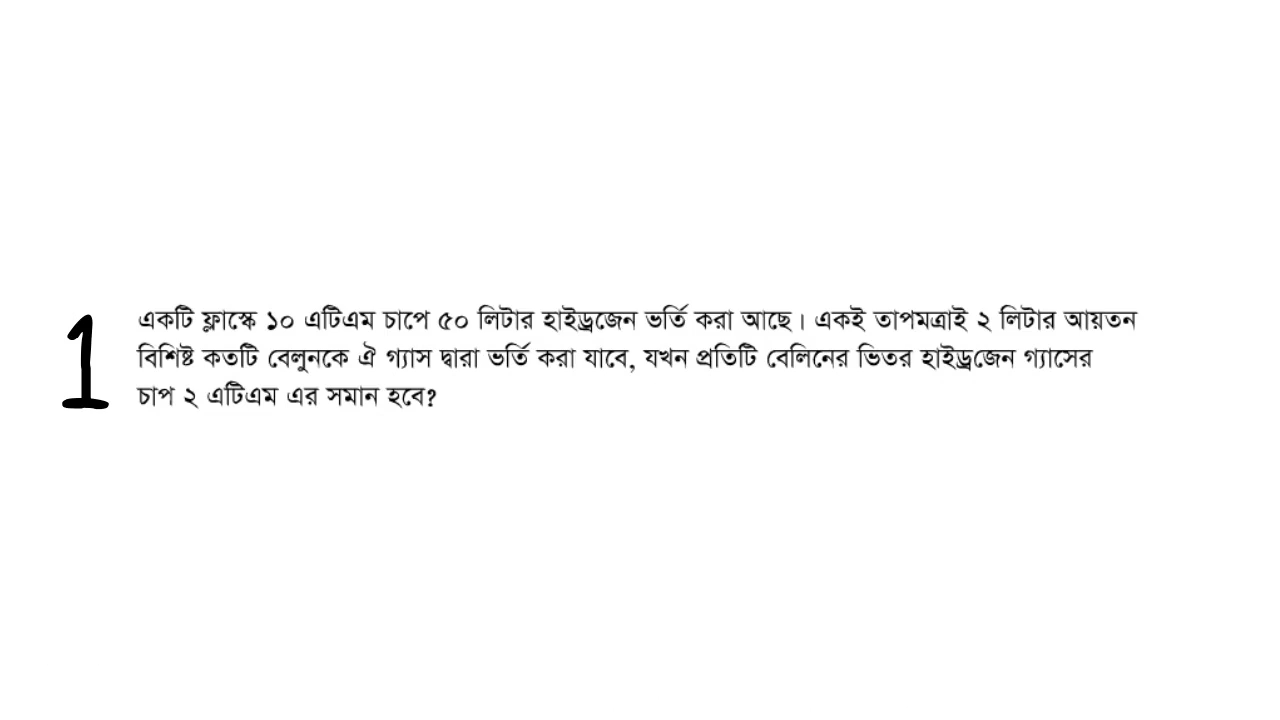 1
একটি ফ্লাস্কে ১০ এটিএম চাপে ৫০ লিটার হাইড্রজেন ভর্তি করা আছে। একই তাপমত্রাই ২ লিটার আয়তন
বিশিষ্ট কতটি বেলুনকে ঐ গ্যাস দ্বারা ভর্তি করা যাবে, যখন প্রতিটি বেলিনের ভিতর হাইড্রজেন গ্যাসের
চাপ ২ এটিএম এর সমান হবে?